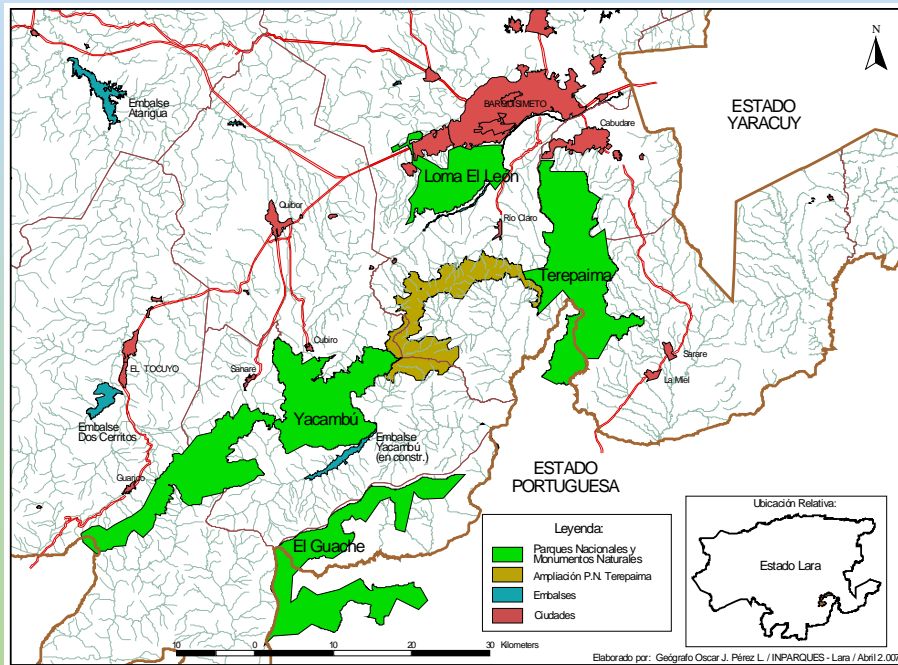 N
BARQUISIMETO
Cabudare
ESTADO
YARACUY
Embalse
Atarigua
Loma El León
Quibor
Río Claro
Terepaima
Cubiro
Sanare
EL TOCUYO
Sarare
La Miel
Yacambú
Embalse
Dos Cerritos
Embalse
Yacambú
(en constr.)
Guarico
ESTADO
PORTUGUESA
El Guache
Leyenda:
Parques Nacionales y
Monumentos Naturales
Ampliación P.N. Terepaima
Embalses
Ciudades
Ubicación Relativa:
Estado Lara
10 0 10 20 30 Kilometers
Elaborado por: Geógrafo Oscar J. Pérez L. / INPARQUES - Lara / Abril 2.007